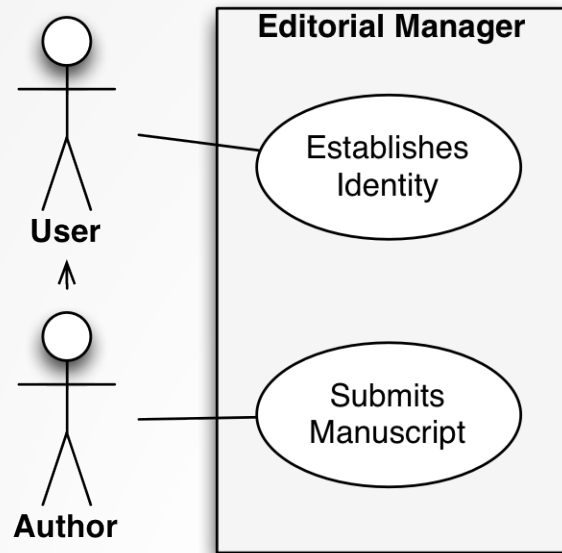 Editorial Manager
Establishes
Identity
User
Submits
Manuscript
Author